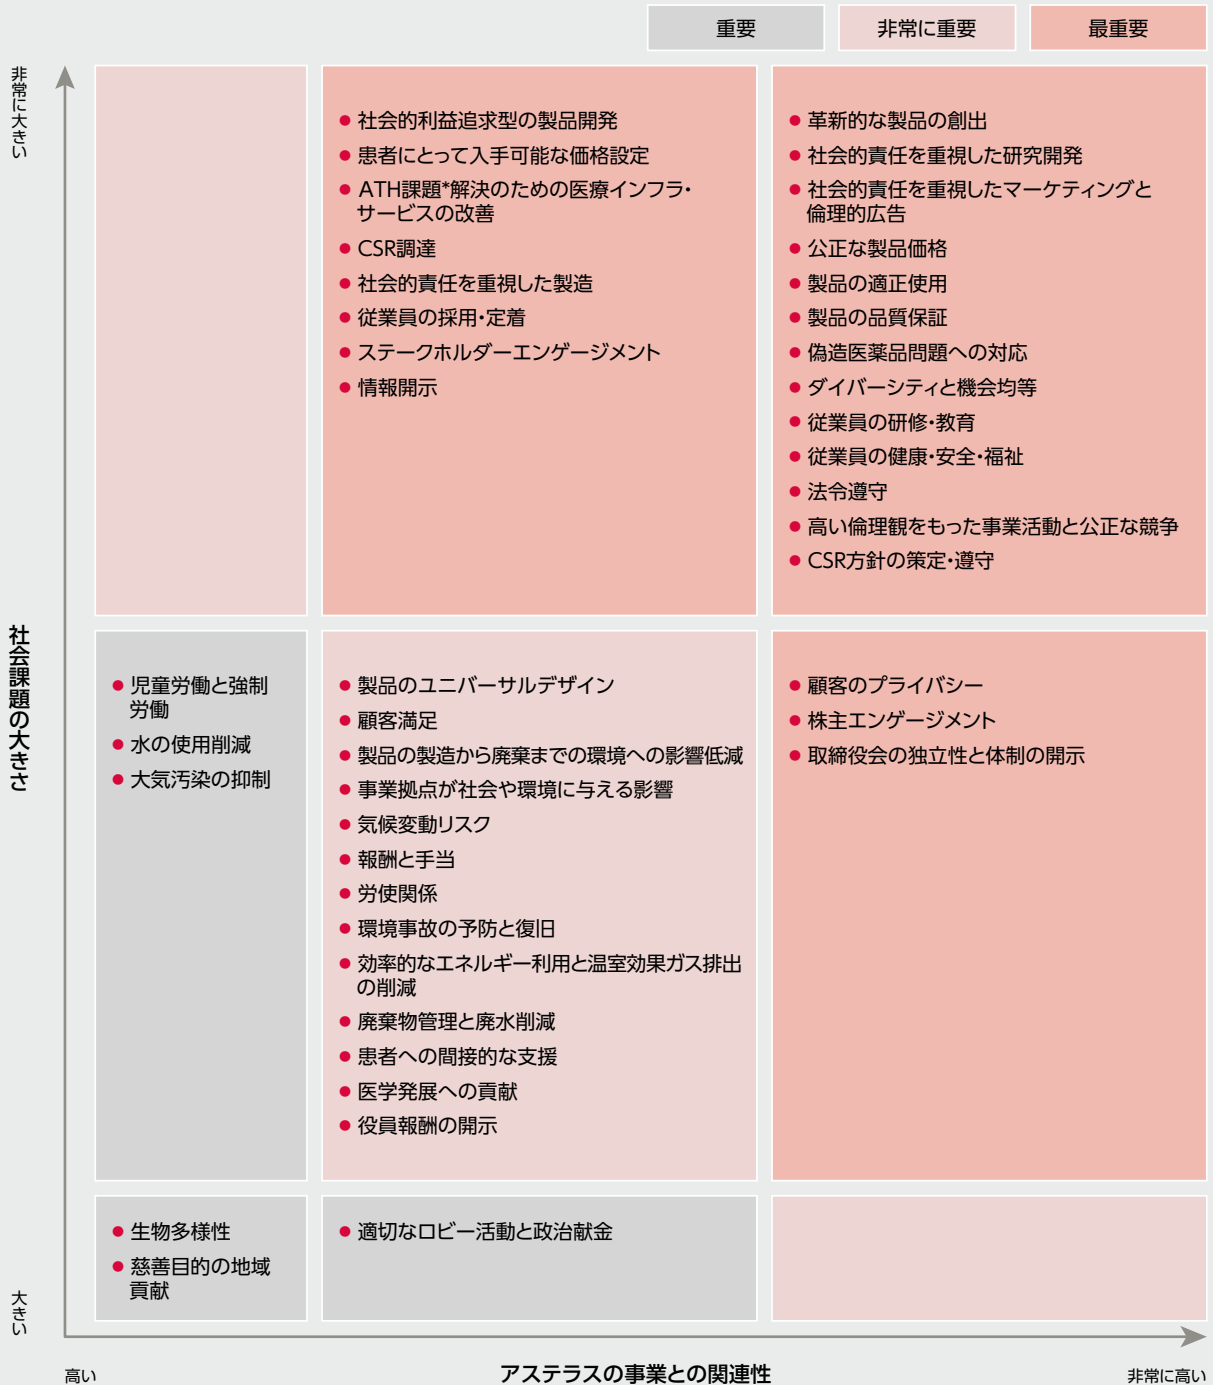 重要
非常に重要
最重要
非常に大きい
● 社会的利益追求型の製品開発
● 患者にとって入手可能な価格設定
● ATH課題*解決のための医療インフラ・
サービスの改善
● CSR調達
● 社会的責任を重視した製造
● 従業員の採用・定着
● ステークホルダーエンゲージメント
● 情報開示
● 革新的な製品の創出
● 社会的責任を重視した研究開発
● 社会的責任を重視したマーケティングと
倫理的広告
● 公正な製品価格
● 製品の適正使用
● 製品の品質保証
● 偽造医薬品問題への対応
● ダイバーシティと機会均等
● 従業員の研修・教育
● 従業員の健康・安全・福祉
● 法令遵守
● 高い倫理観をもった事業活動と公正な競争
● CSR方針の策定・遵守
社会課題の大きさ
● 児童労働と強制
労働
● 水の使用削減
● 大気汚染の抑制
● 製品のユニバーサルデザイン
● 顧客満足
● 製品の製造から廃棄までの環境への影響低減
● 事業拠点が社会や環境に与える影響
● 気候変動リスク
● 報酬と手当
● 労使関係
● 環境事故の予防と復旧
● 効率的なエネルギー利用と温室効果ガス排出
の削減
● 廃棄物管理と廃水削減
● 患者への間接的な支援
● 医学発展への貢献
● 役員報酬の開示
● 顧客のプライバシー
● 株主エンゲージメント
● 取締役会の独立性と体制の開示
● 生物多様性
● 慈善目的の地域
貢献
● 適切なロビー活動と政治献金
大きい
高い
アステラスの事業との関連性
非常に高い